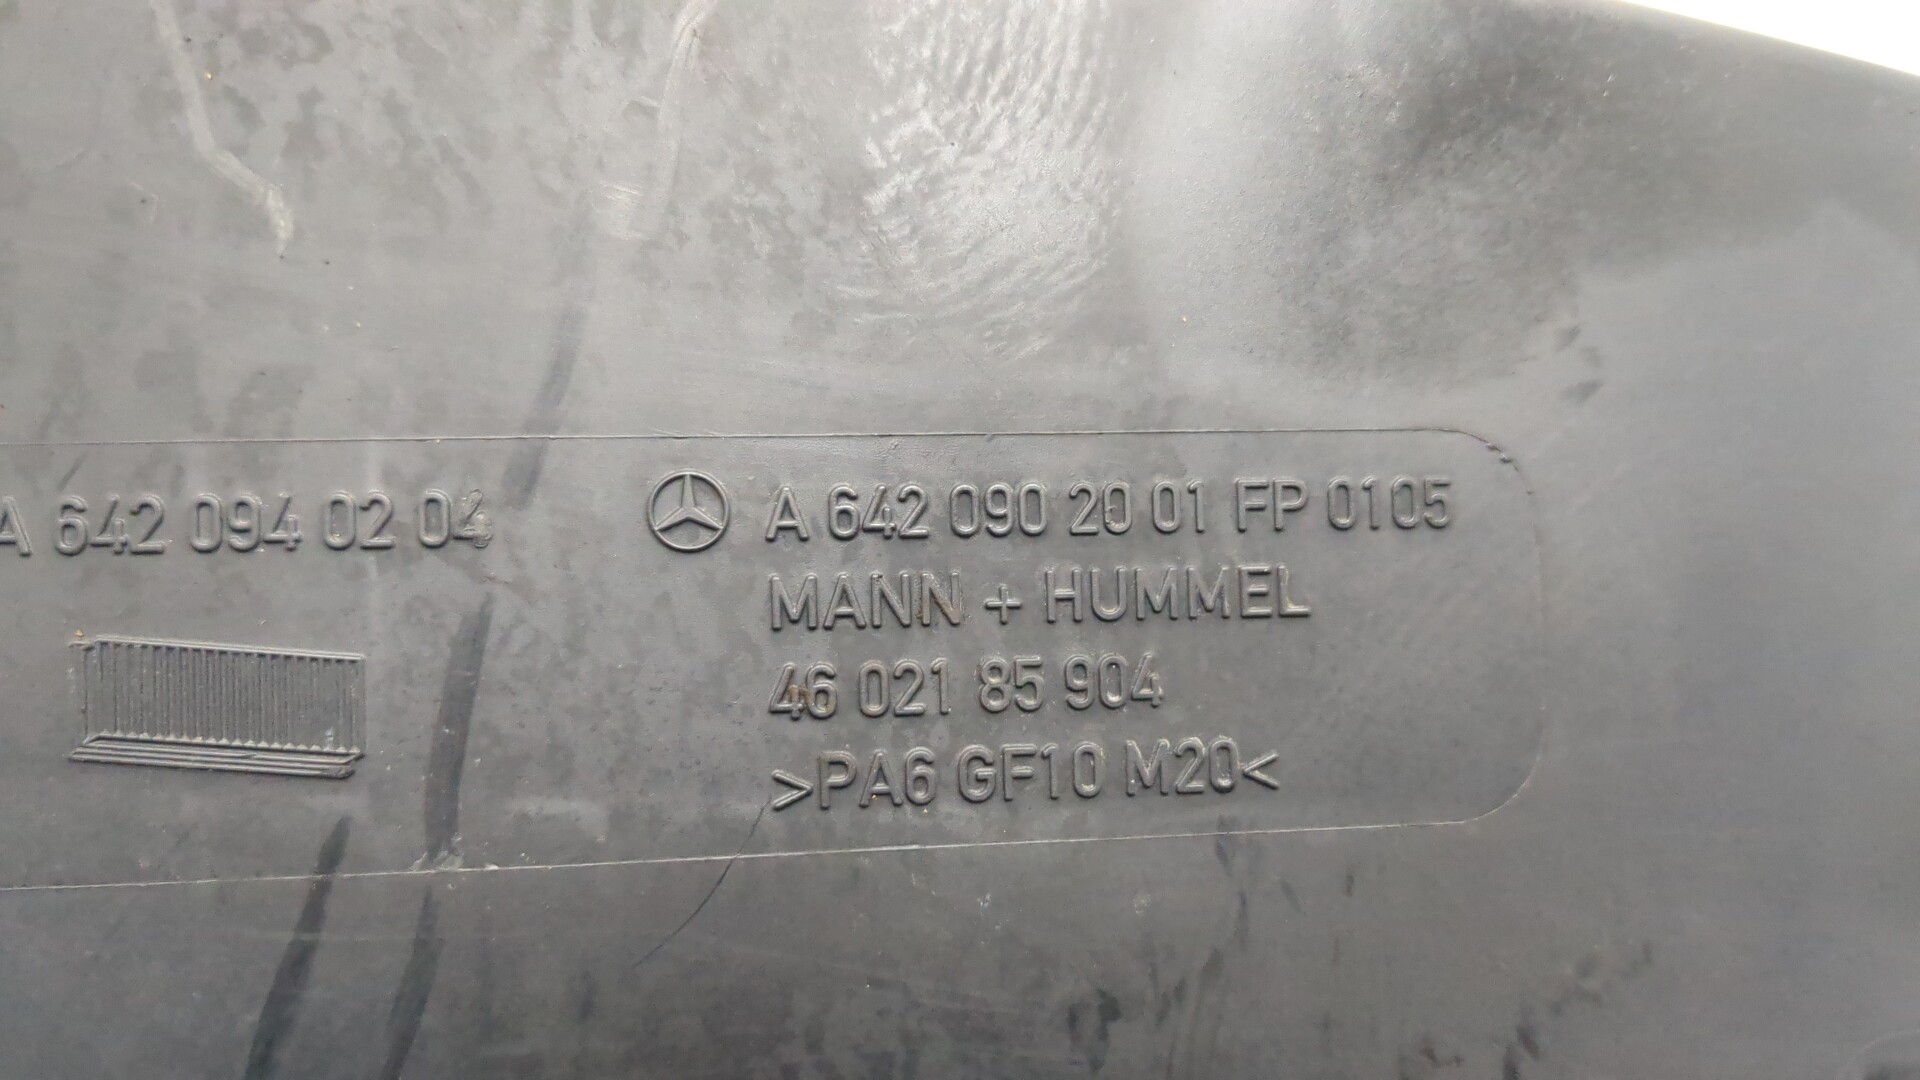 A 642 094 02 04
A 642 090 20 01 FP 0105
MANN + HUMMEL
46 021 85 904
>PA6 GF10 M20<